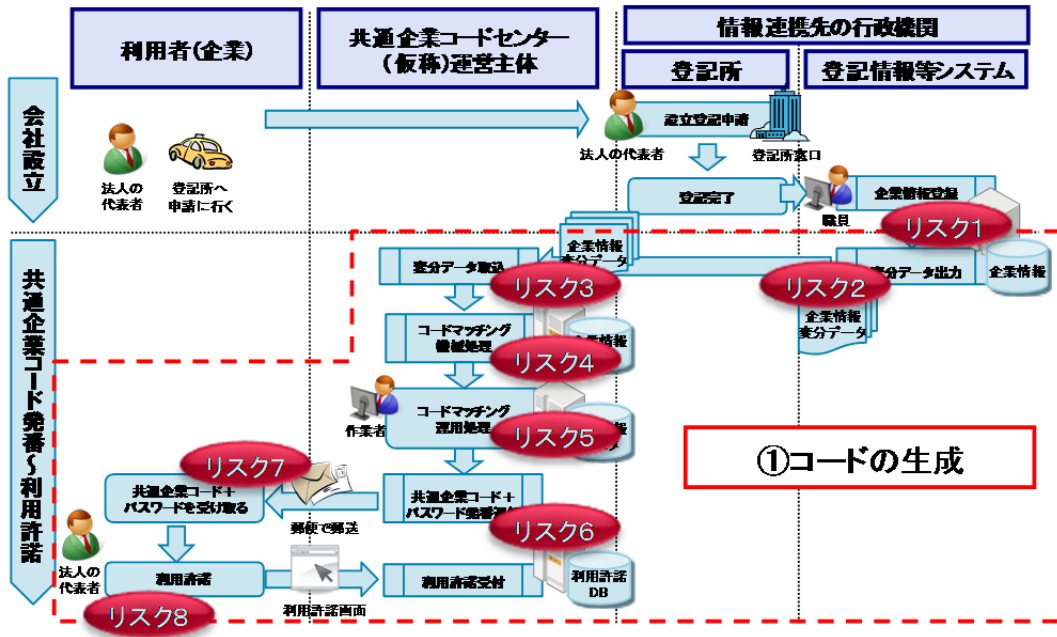 利用者(企業)
共通企業コードセンター
(仮称)運営主体
情報連携先の行政機関
登記所
登記情報等システム
会社設立
法人の
代表者
登記所へ
申請に行く
法人の代表者
設立登記申請
登記所窓口
登記完了
職員
企業情報登録
リスク1
共通企業コード発番～利用許諾
変分データ取込
リスク3
企業情報
変分データ
リスク2
変分データ出力
企業情報
企業情報
変分データ
コードマッチング
機械処理
リスク4
作業者
コードマッチング
運用処理
リスク5
①コードの生成
リスク7
共通企業コード+
パスワードを受け取る
郵便で郵送
共通企業コード+
パスワード発番
リスク6
法人の
代表者
利用許諾
リスク8
利用許諾画面
利用許諾受付
利用許諾
DB